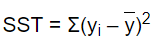 SST = Σ(yᵢ – y̅)²